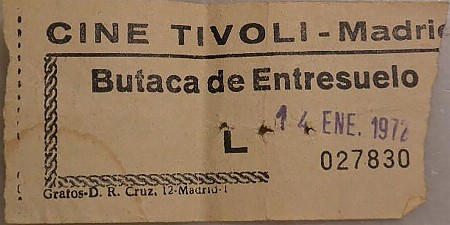 CINE TIVOLI - Madrid
Butaca de Entresuelo
14 ENE. 1972
L
027830
Grafos-D. R. Cruz, 12-Madrid-1